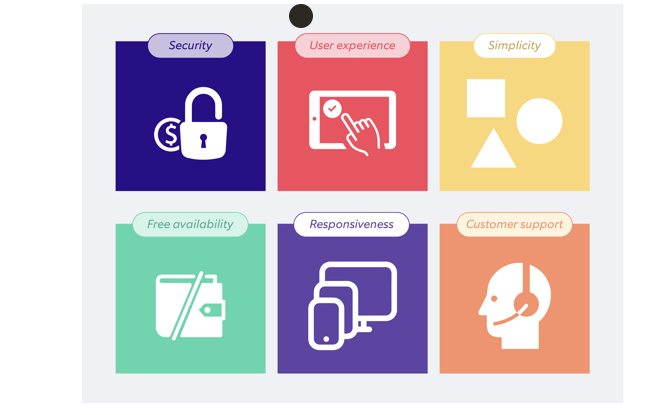 Security
User experience
Simplicity
$
Free availability
Responsiveness
Customer support